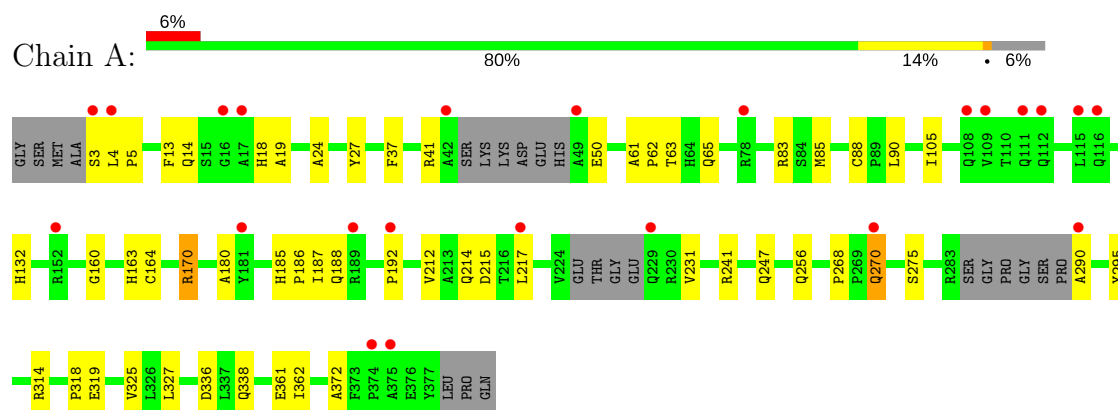 6%
Chain A:
80% 14% • 6%
GLY SER MET ALA S3 L4 P5 F13 Q14 S15 G16 A17 H18 A19 A24 Y27 F37 R41 A42 SER LYS LYS ASP GLU HIS A49 E50 A61 P62 T63 H64 Q65 R78 R83 S84 M85 C88 P89 L90 I105 Q108 V109 T110 Q111 Q112 L115 Q116
H132 R152 G160 H163 C164 R170 A180 Y181 H185 P186 I187 Q188 R189 P192 V212 A213 Q214 D215 T216 L217 V224 GLU THR GLY GLU Q229 R230 V231 R241 Q247 Q256 P268 P269 Q270 S275 R283 SER GLY PRO GLY SER PRO A290 Y295
R314 P318 E319 V325 L326 L327 D336 L337 Q338 E361 I362 A372 F373 P374 A375 E376 Y377 LEU PRO GLN